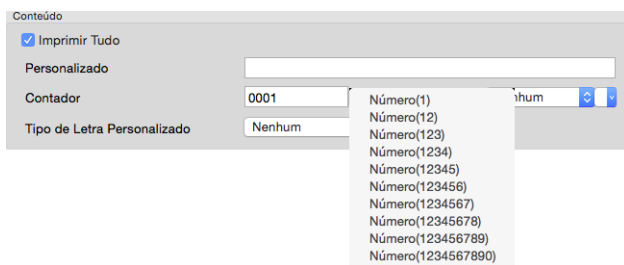 Conteúdo
Imprimir Tudo
Personalizado
Contador 0001
Tipo de Letra Personalizado Nenhum
Número(1)
Número(12)
Número(123)
Número(1234)
Número(12345)
Número(123456)
Número(1234567)
Número(12345678)
Número(123456789)
Número(1234567890)